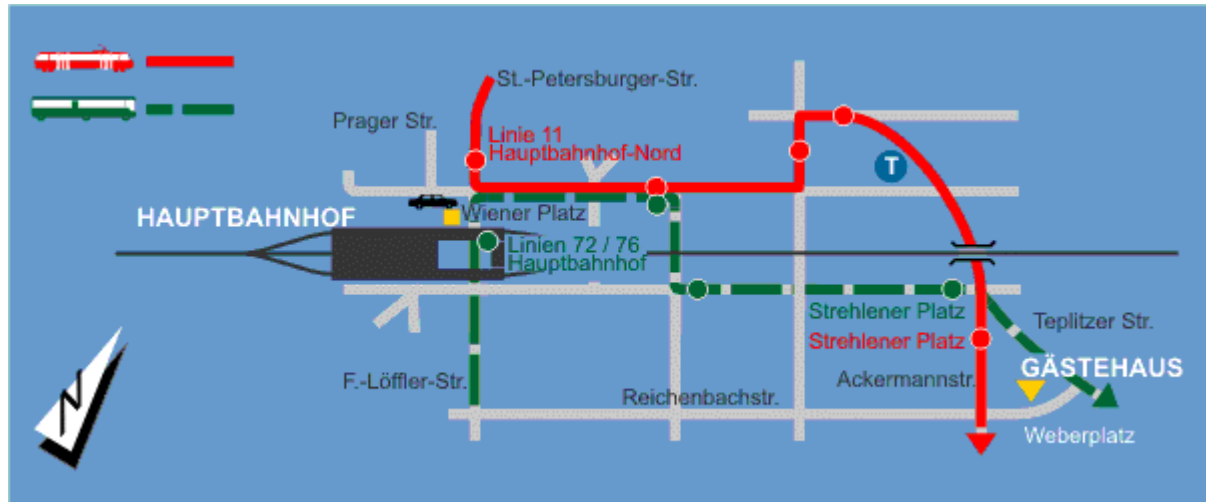 St.-Petersburger-Str.
Prager Str.
Linie 11
Hauptbahnhof-Nord
T
HAUPTBAHNHOF
Wiener Platz
Linien 72 / 76
Hauptbahnhof
Strehlener Platz
Teplitzer Str.
Strehlener Platz
GÄSTEHAUS
F.-Löffler-Str.
Ackermannstr.
Reichenbachstr.
Weberplatz
N